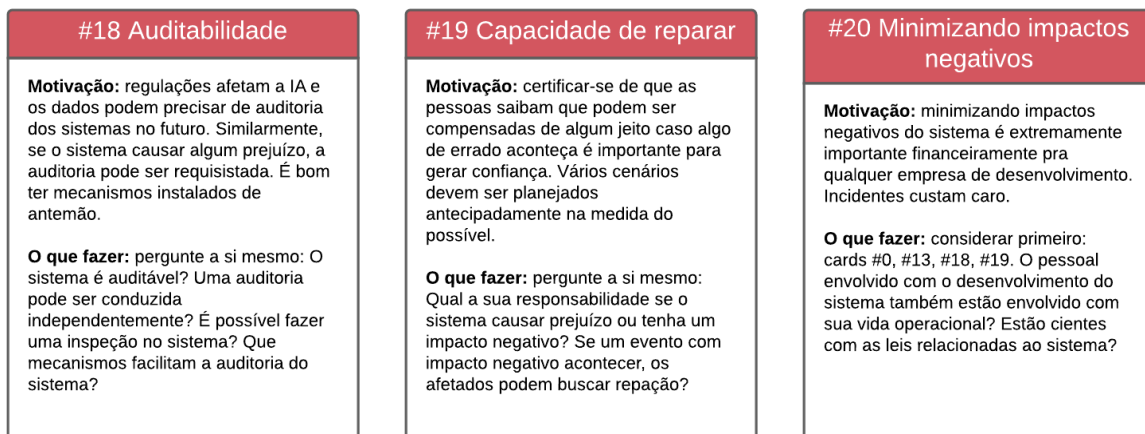 #18 Auditabilidade
Motivação: regulações afetam a IA e
os dados podem precisar de auditoria
dos sistemas no futuro. Similarmente,
se o sistema causar algum prejuízo, a
auditoria pode ser requisistada. É bom
ter mecanismos instalados de
antemão.
O que fazer: pergunte a si mesmo: O
sistema é auditável? Uma auditoria
pode ser conduzida
independentemente? É possível fazer
uma inspeção no sistema? Que
mecanismos facilitam a auditoria do
sistema?
#19 Capacidade de reparar
Motivação: certificar-se de que as
pessoas saibam que podem ser
compensadas de algum jeito caso algo
de errado aconteça é importante para
gerar confiança. Vários cenários
devem ser planejados
antecipadamente na medida do
possível.
O que fazer: pergunte a si mesmo:
Qual a sua responsabilidade se o
sistema causar prejuízo ou tenha um
impacto negativo? Se um evento com
impacto negativo acontecer, os
afetados podem buscar repação?
#20 Minimizando impactos
negativos
Motivação: minimizando impactos
negativos do sistema é extremamente
importante financeiramente pra
qualquer empresa de desenvolvimento.
Incidentes custam caro.
O que fazer: considerar primeiro:
cards #0, #13, #18, #19. O pessoal
envolvido com o desenvolvimento do
sistema também estão envolvido com
sua vida operacional? Estão cientes
com as leis relacionadas ao sistema?